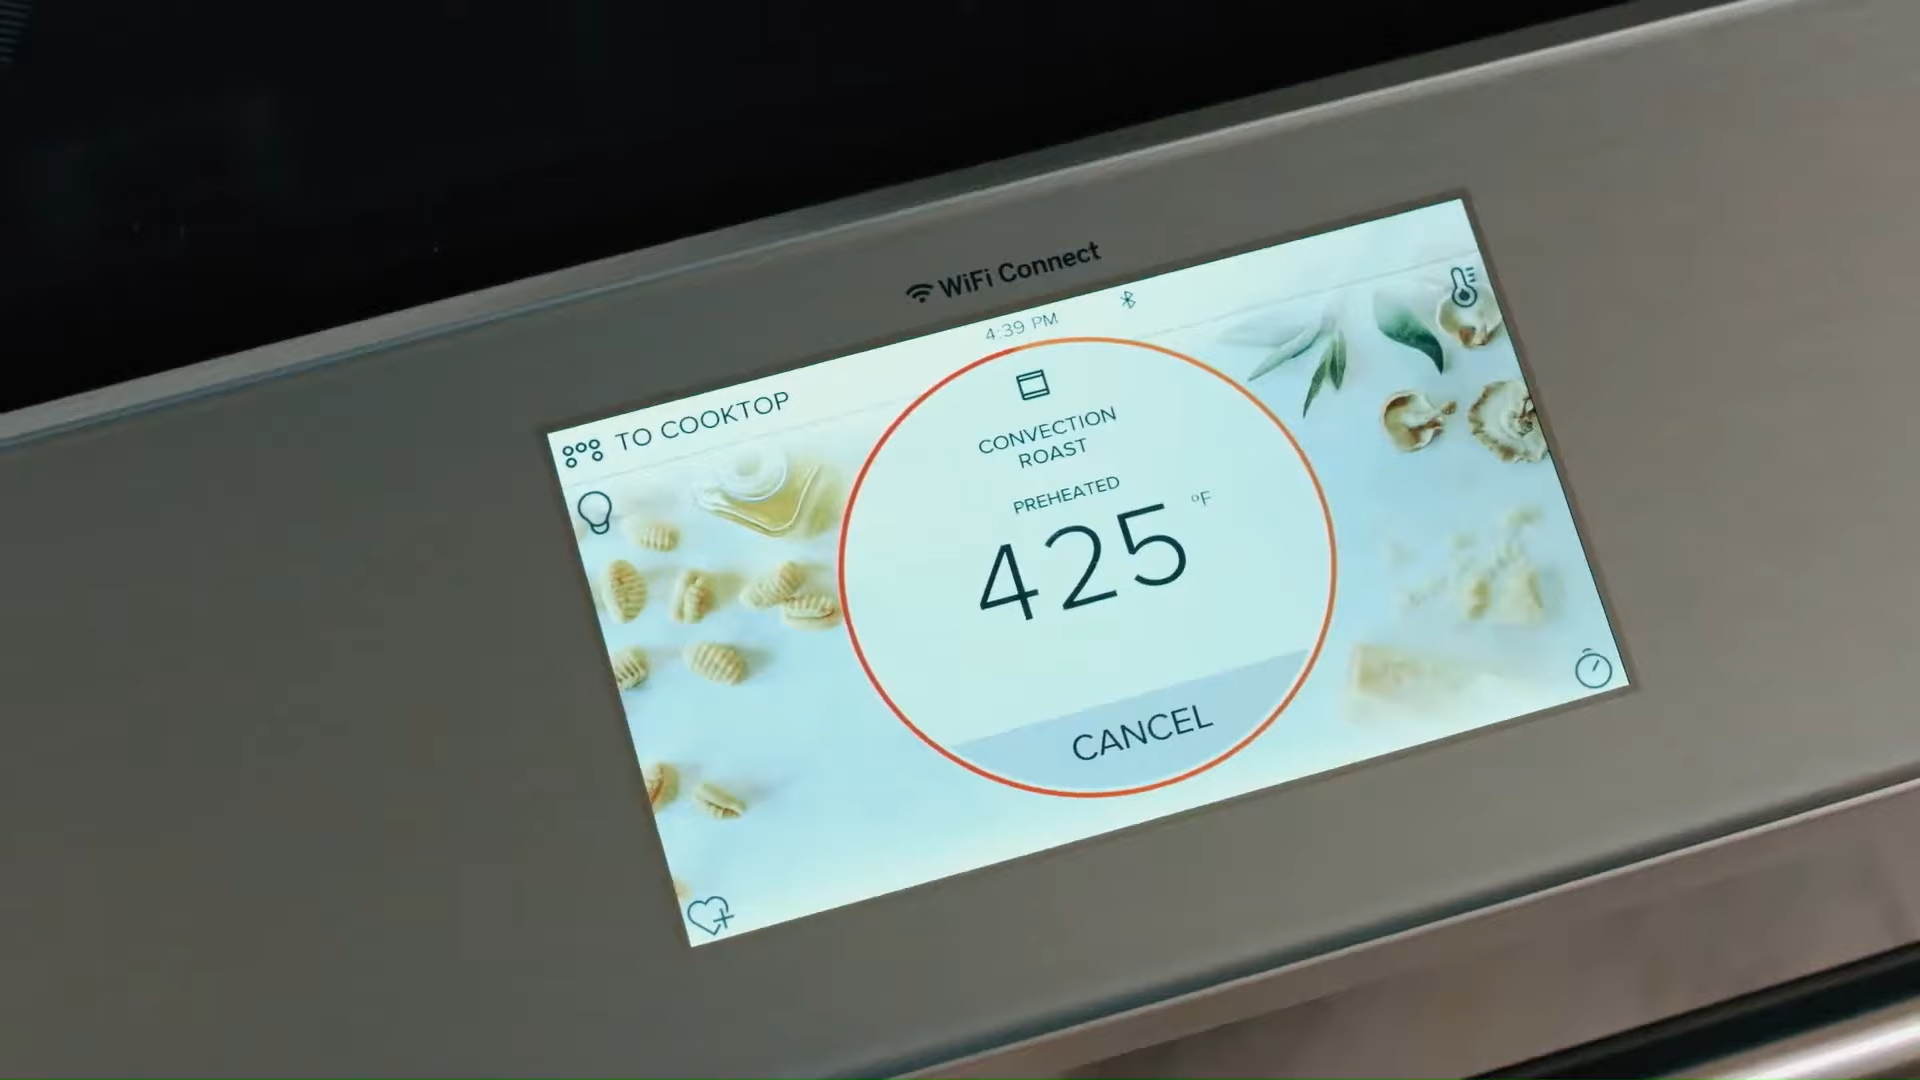 WiFi Connect
4:39 PM
TO COOKTOP
CONVECTION
ROAST
PREHEATED
425 °F
CANCEL